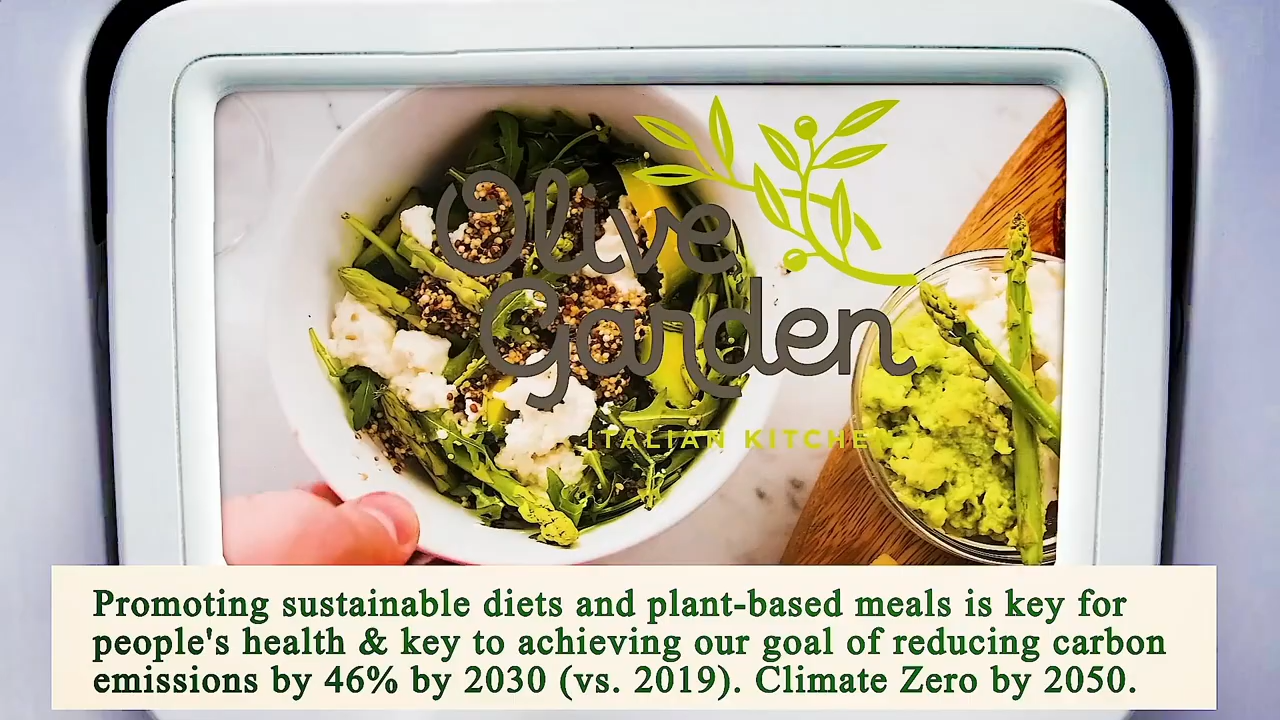 Olive
Garden
ITALIAN KITCHEN
Promoting sustainable diets and plant-based meals is key for
people's health & key to achieving our goal of reducing carbon
emissions by 46% by 2030 (vs. 2019). Climate Zero by 2050.